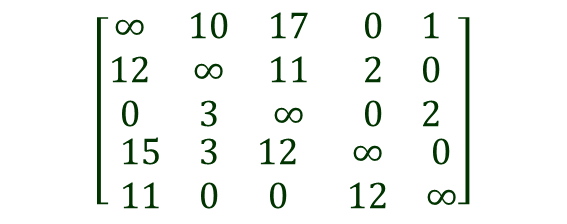 ∞ 10 17 0 1
12 ∞ 11 2 0
0 3 ∞ 0 2
15 3 12 ∞ 0
11 0 0 12 ∞